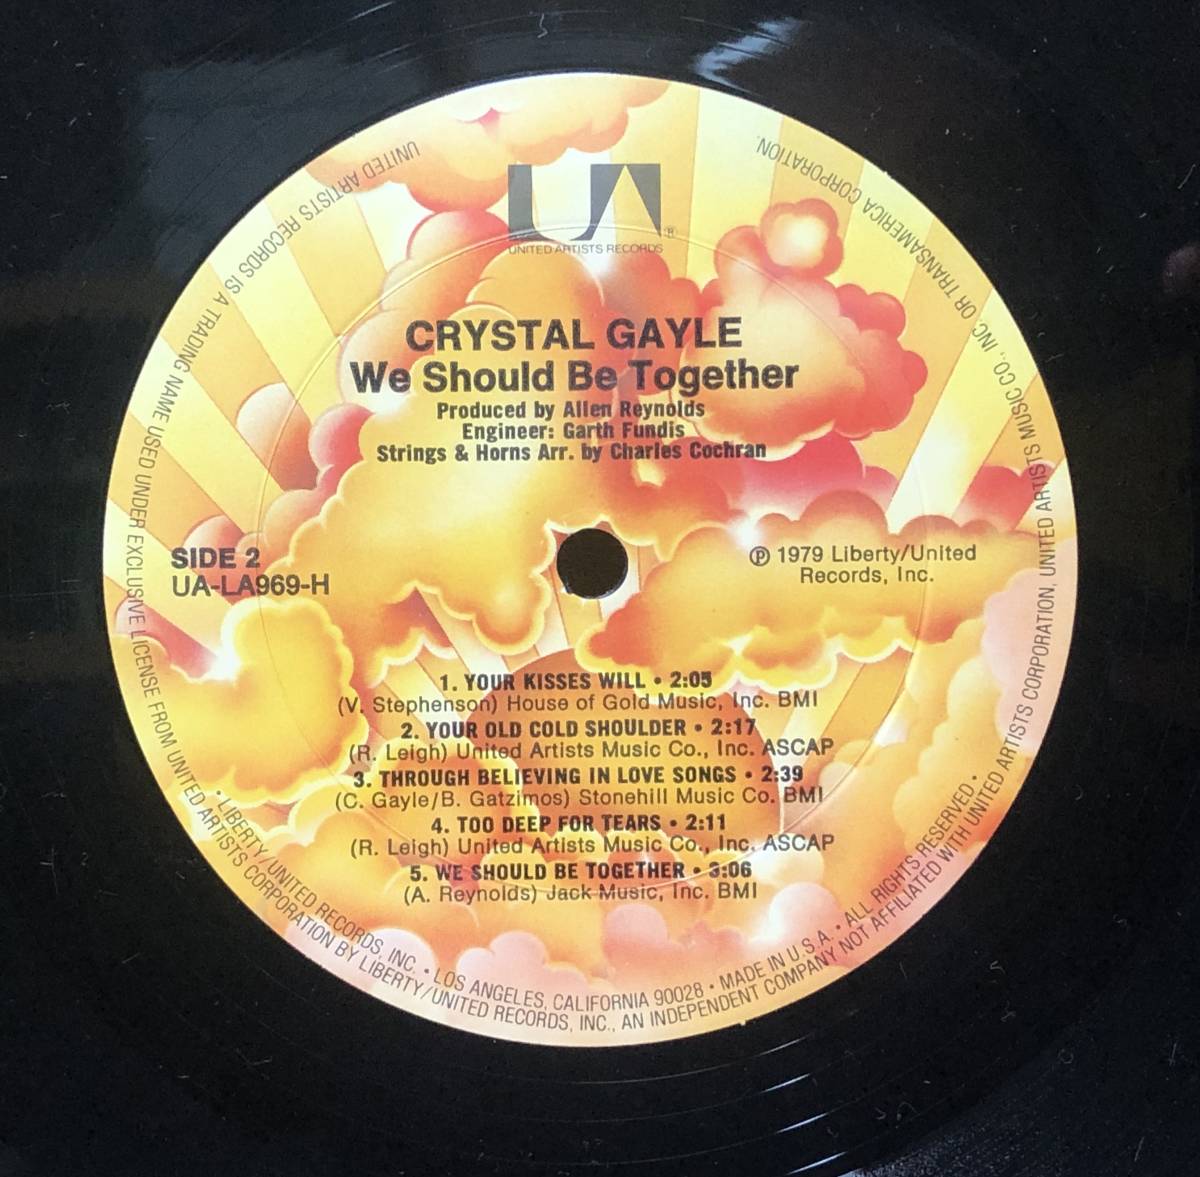 UA
®
UNITED ARTISTS RECORDS
CRYSTAL GAYLE
We Should Be Together
Produced by Allen Reynolds
Engineer: Garth Fundis
Strings & Horns Arr. by Charles Cochran
SIDE 2
UA-LA969-H
℗ 1979 Liberty/United
Records, Inc.
1. YOUR KISSES WILL • 2:05
(V. Stephenson) House of Gold Music, Inc. BMI
2. YOUR OLD COLD SHOULDER • 2:17
(R. Leigh) United Artists Music Co., Inc. ASCAP
3. THROUGH BELIEVING IN LOVE SONGS • 2:39
(C. Gayle/B. Gatzimos) Stonehill Music Co. BMI
4. TOO DEEP FOR TEARS • 2:11
(R. Leigh) United Artists Music Co., Inc. ASCAP
5. WE SHOULD BE TOGETHER • 3:06
(A. Reynolds) Jack Music, Inc. BMI
• LIBERTY/UNITED RECORDS, INC. • LOS ANGELES, CALIFORNIA 90028 • MADE IN U.S.A. • ALL RIGHTS RESERVED •
UNITED ARTISTS RECORDS IS A TRADING NAME USED UNDER EXCLUSIVE LICENSE FROM UNITED ARTISTS CORPORATION BY LIBERTY/UNITED RECORDS, INC., AN INDEPENDENT COMPANY NOT AFFILIATED WITH UNITED ARTISTS CORPORATION, UNITED ARTISTS MUSIC CO., INC. OR TRANSAMERICA CORPORATION.